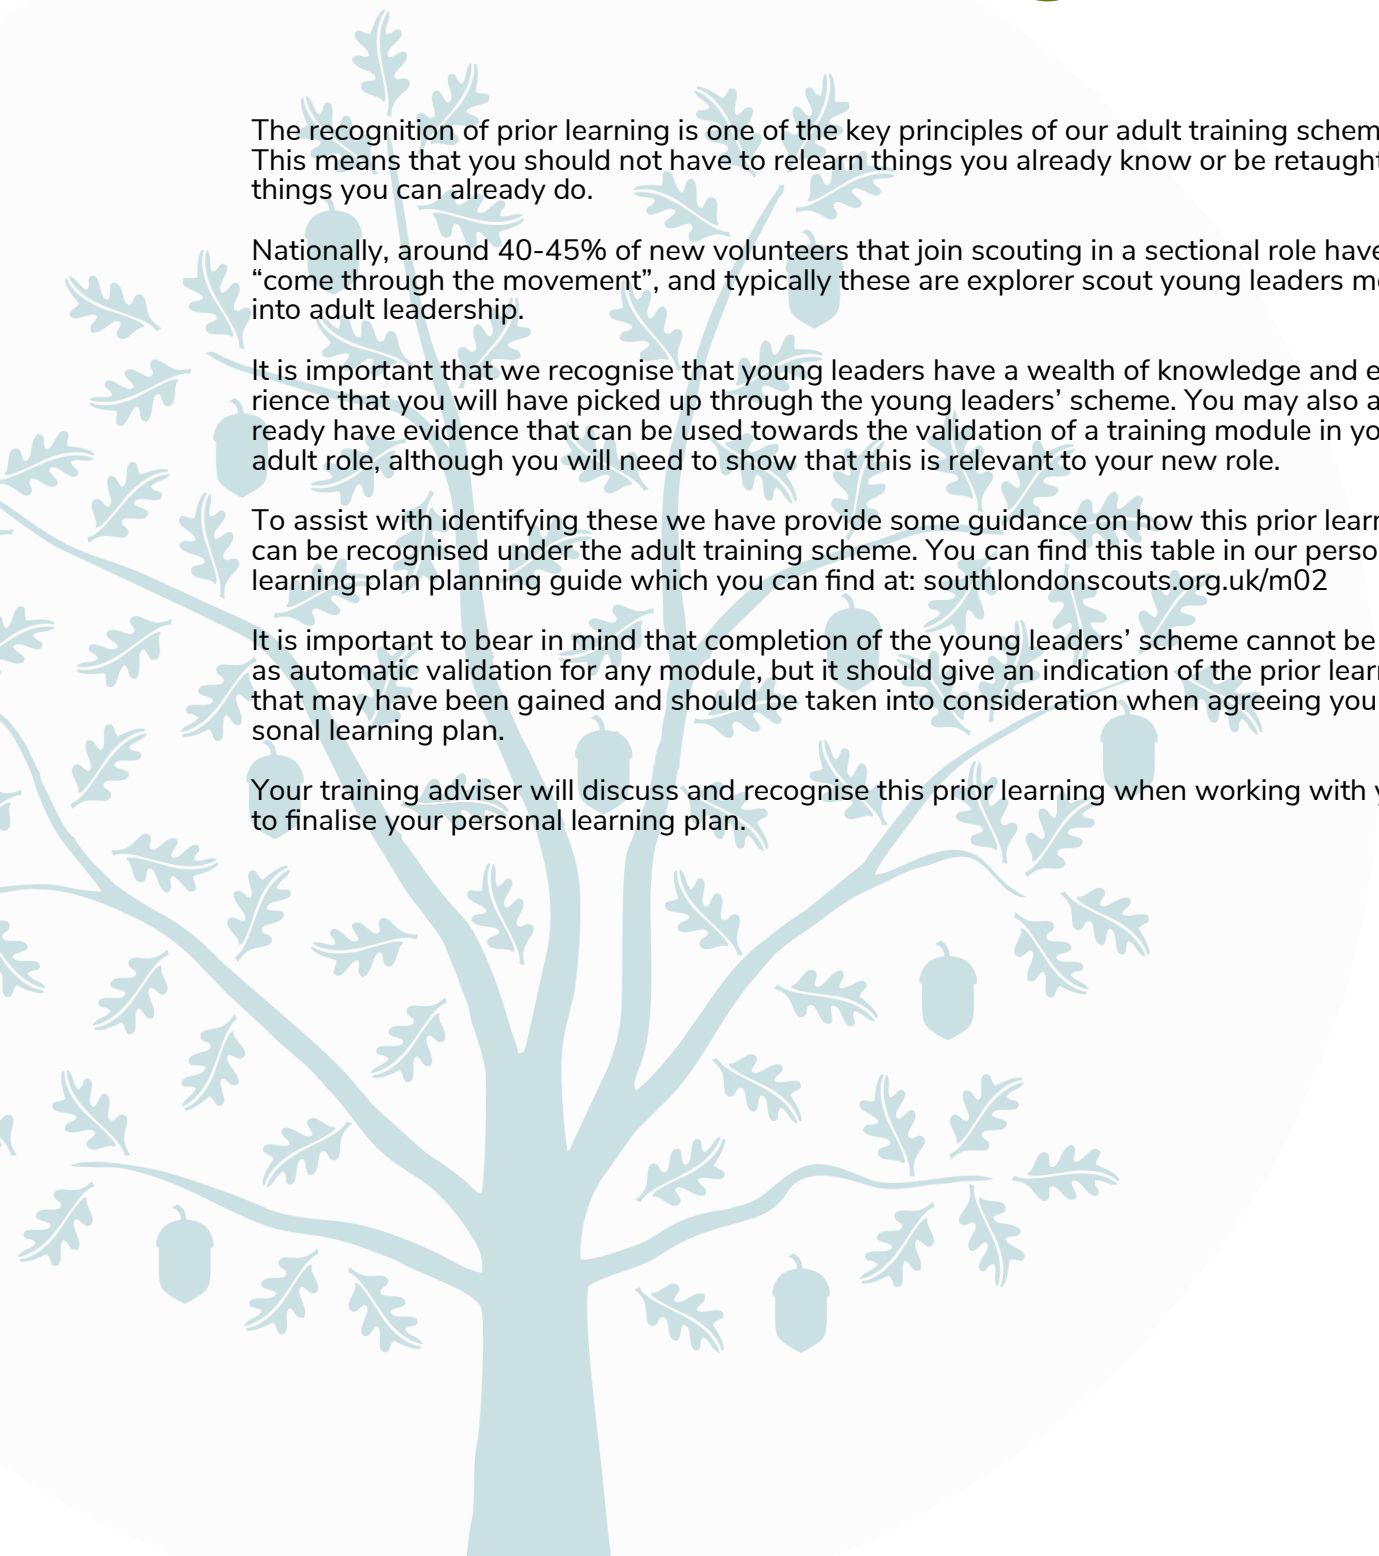 The recognition of prior learning is one of the key principles of our adult training schem
This means that you should not have to relearn things you already know or be retaught
things you can already do.
Nationally, around 40-45% of new volunteers that join scouting in a sectional role have
“come through the movement”, and typically these are explorer scout young leaders mo
into adult leadership.
It is important that we recognise that young leaders have a wealth of knowledge and e
rience that you will have picked up through the young leaders’ scheme. You may also a
ready have evidence that can be used towards the validation of a training module in yo
adult role, although you will need to show that this is relevant to your new role.
To assist with identifying these we have provide some guidance on how this prior learn
can be recognised under the adult training scheme. You can find this table in our perso
learning plan planning guide which you can find at: southlondonscouts.org.uk/m02
It is important to bear in mind that completion of the young leaders’ scheme cannot be
as automatic validation for any module, but it should give an indication of the prior learn
that may have been gained and should be taken into consideration when agreeing you
sonal learning plan.
Your training adviser will discuss and recognise this prior learning when working with y
to finalise your personal learning plan.